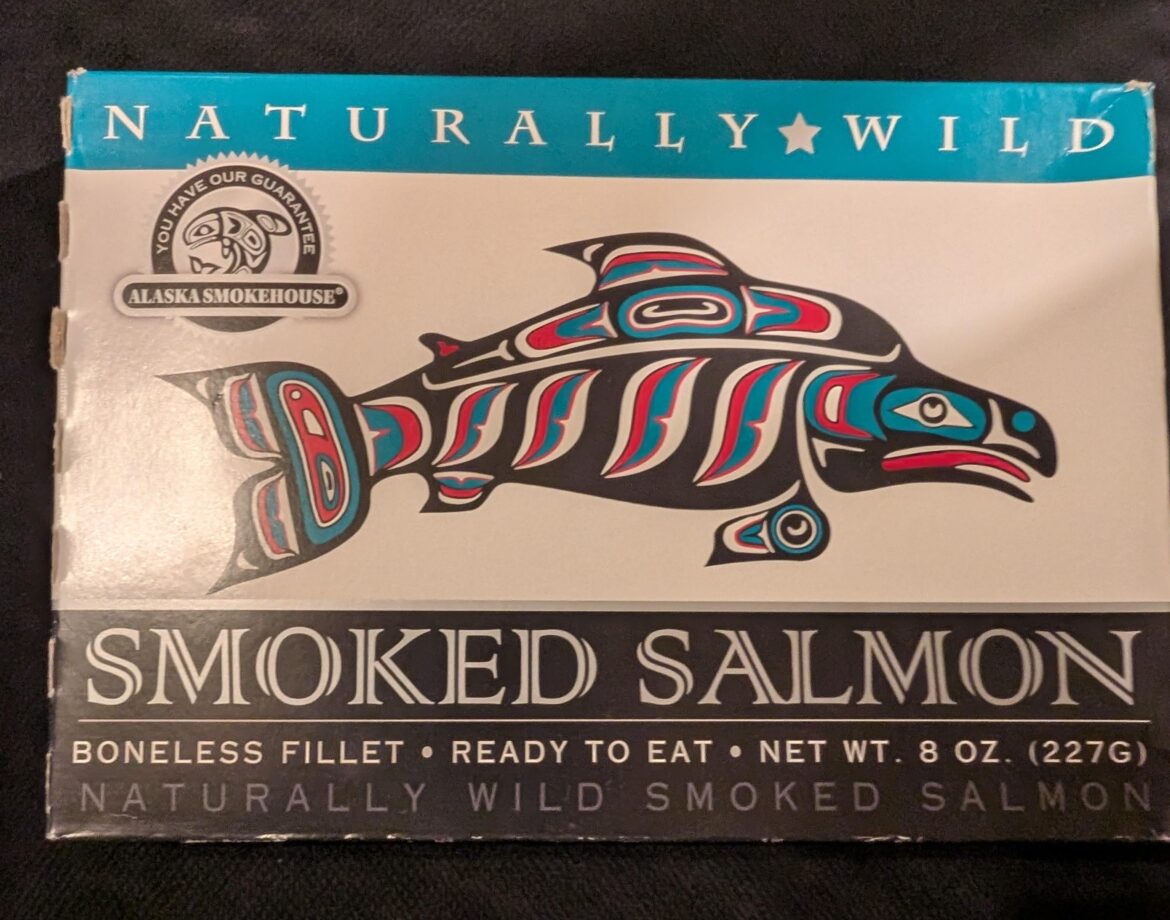 NATURALLY★WILD
YOU HAVE OUR GUARANTEE
ALASKA SMOKEHOUSE®
SMOKED SALMON
BONELESS FILLET • READY TO EAT • NET WT. 8 OZ. (227G)
NATURALLY WILD SMOKED SALMON